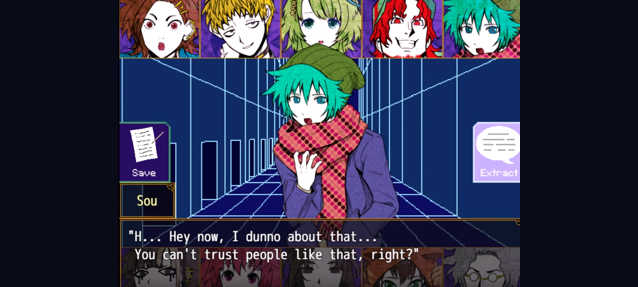 Save
Extract
Sou
"H... Hey now, I dunno about that...
You can't trust people like that, right?"